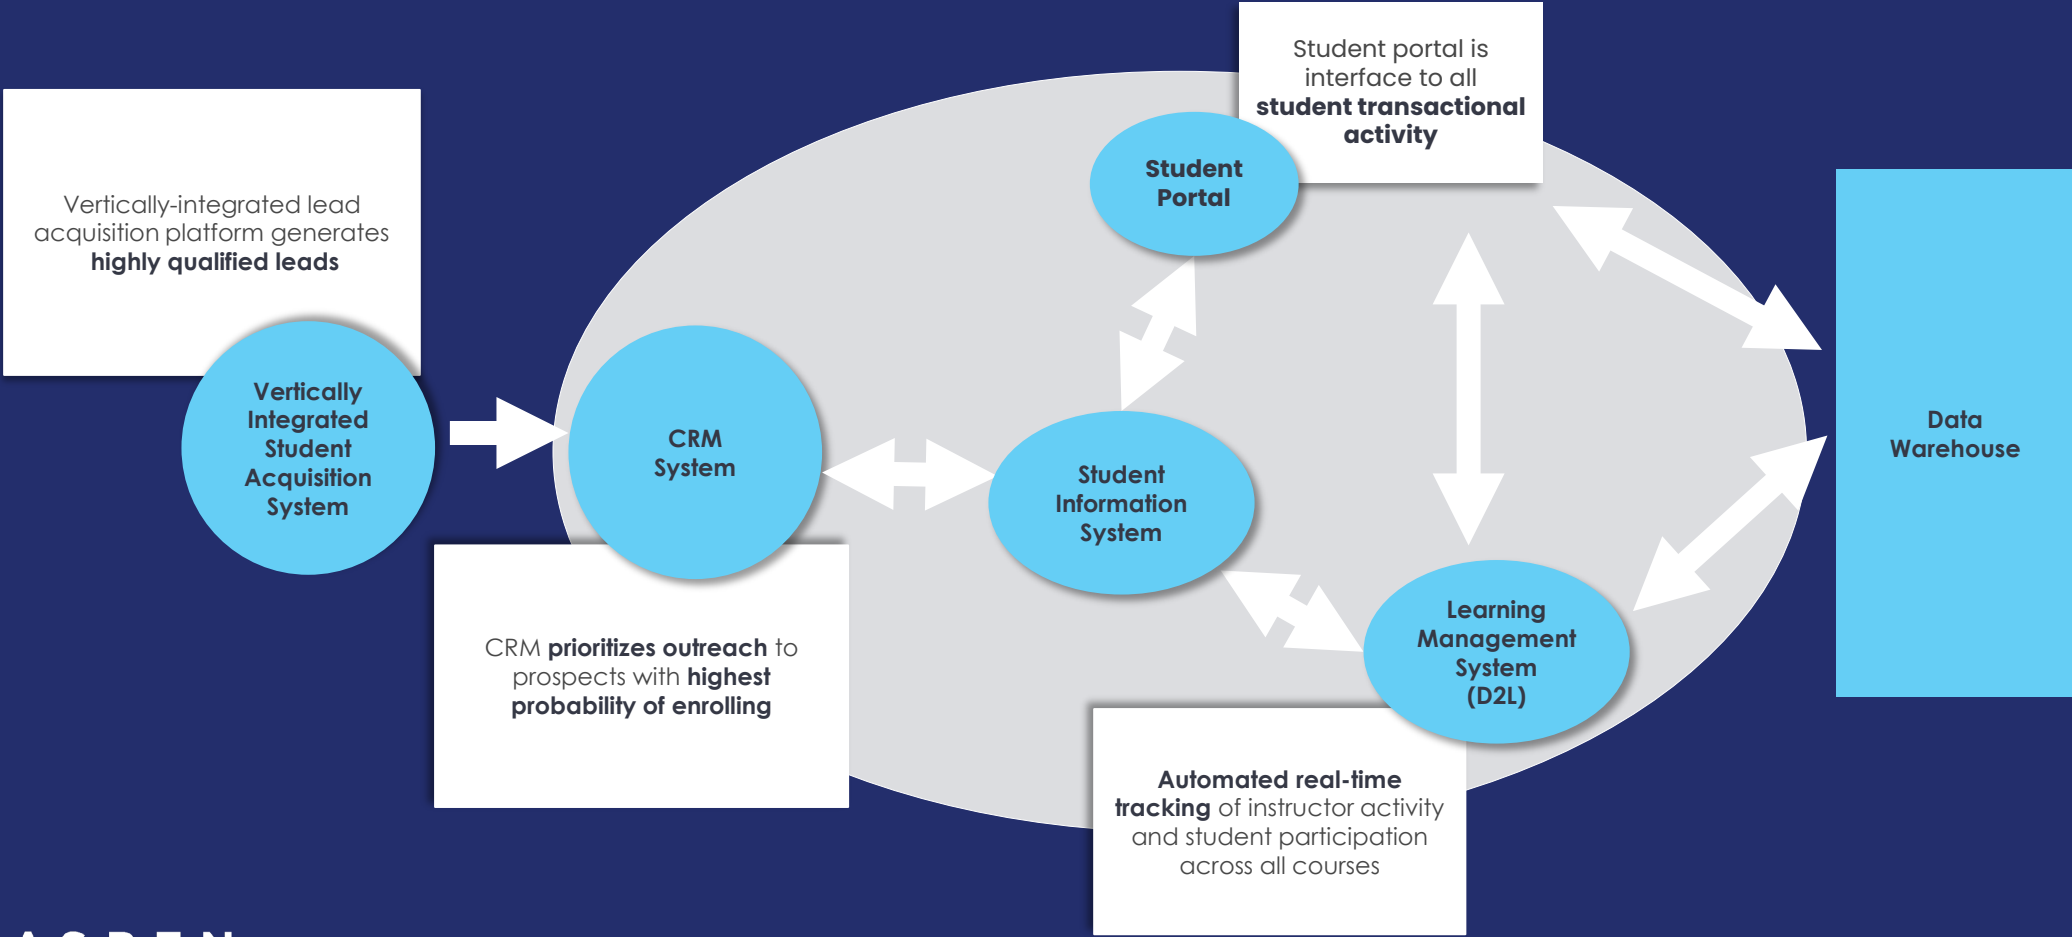 Student portal is
interface to all
student transactional
activity
Student
Portal
Vertically-integrated lead
acquisition platform generates
highly qualified leads
Vertically
Integrated
Student
Acquisition
System
CRM
System
Student
Information
System
Data
Warehouse
CRM prioritizes outreach to
prospects with highest
probability of enrolling
Learning
Management
System
(D2L)
Automated real-time
tracking of instructor activity
and student participation
across all courses
ASPEN